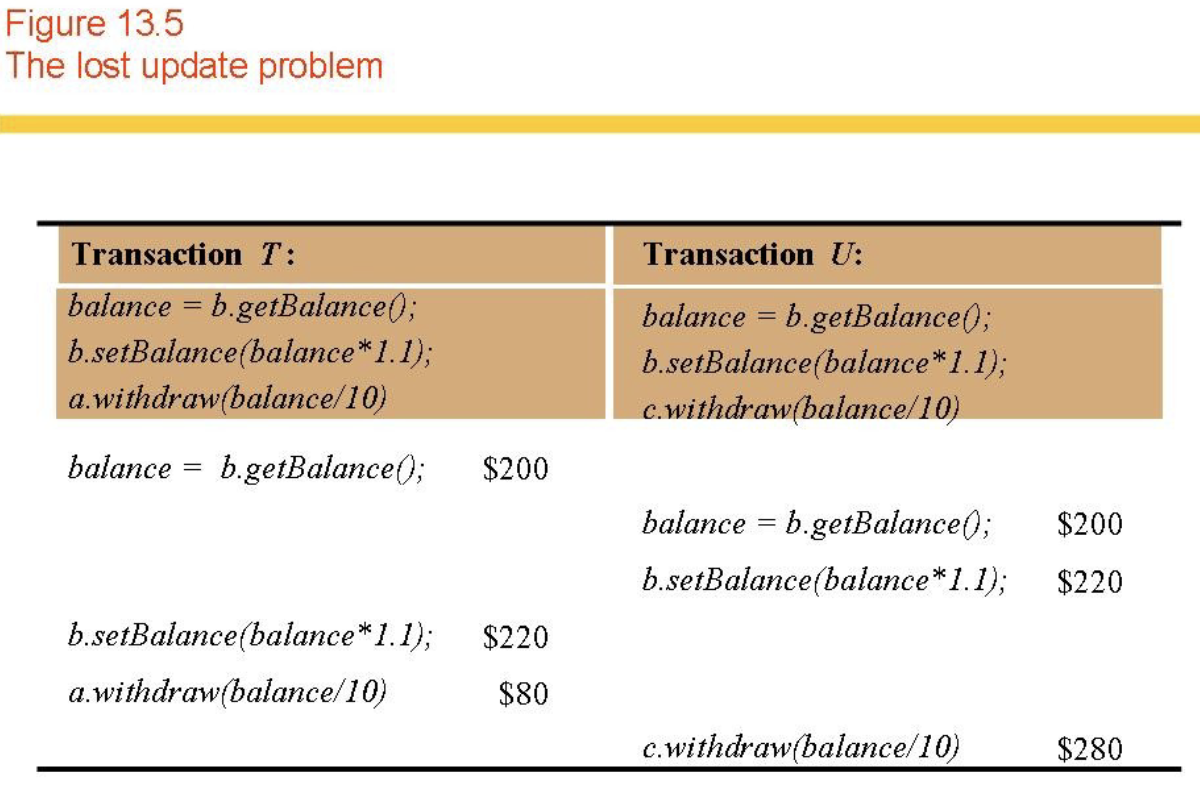 Figure 13.5
The lost update problem
Transaction T:
balance = b.getBalance();
b.setBalance(balance*1.1);
a.withdraw(balance/10)
Transaction U:
balance = b.getBalance();
b.setBalance(balance*1.1);
c.withdraw(balance/10)
balance = b.getBalance(); $200
balance = b.getBalance(); $200
b.setBalance(balance*1.1); $220
b.setBalance(balance*1.1); $220
a.withdraw(balance/10) $80
c.withdraw(balance/10) $280